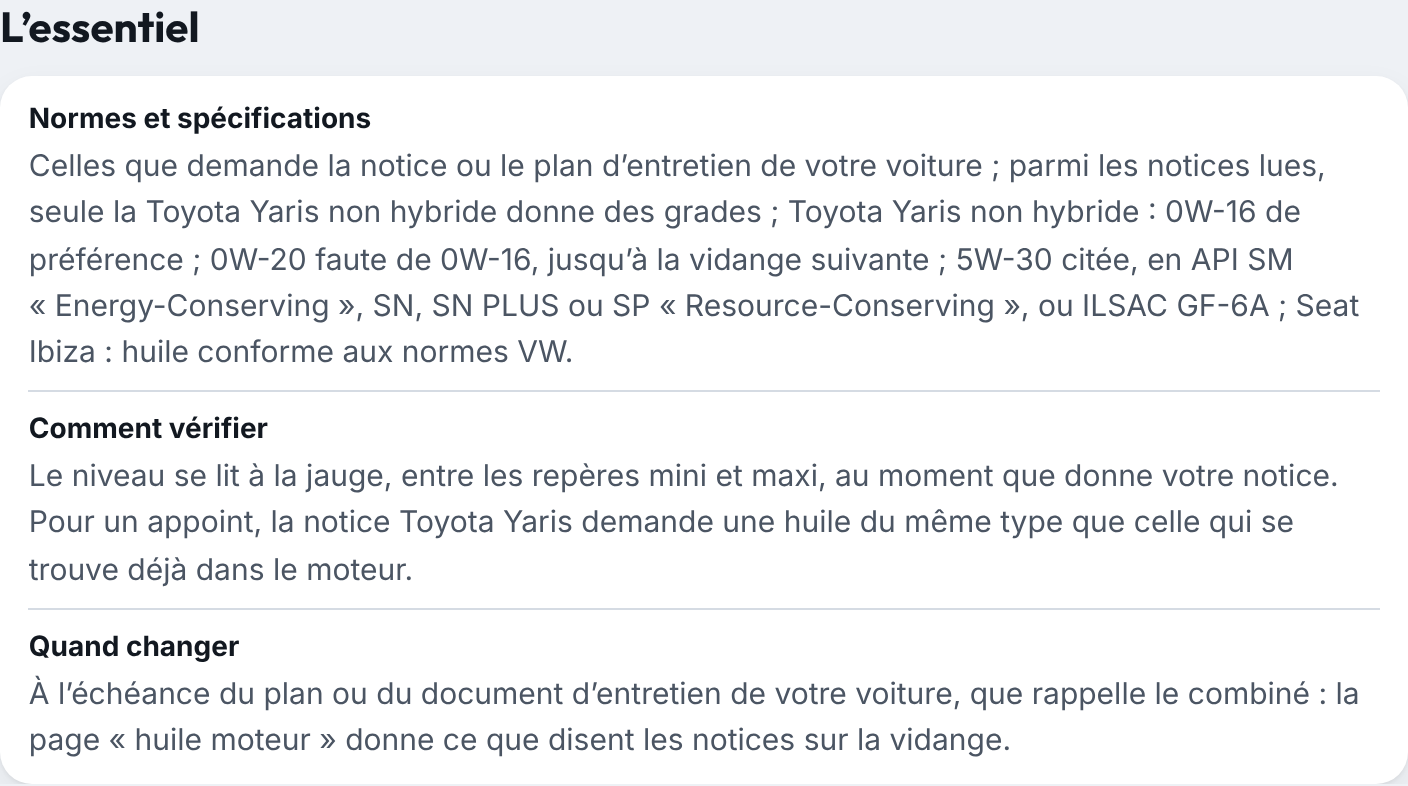 L’essentiel
Normes et spécifications
Celles que demande la notice ou le plan d’entretien de votre voiture ; parmi les notices lues,
seule la Toyota Yaris non hybride donne des grades ; Toyota Yaris non hybride : 0W-16 de
préférence ; 0W-20 faute de 0W-16, jusqu’à la vidange suivante ; 5W-30 citée, en API SM
« Energy-Conserving », SN, SN PLUS ou SP « Resource-Conserving », ou ILSAC GF-6A ; Seat
Ibiza : huile conforme aux normes VW.
Comment vérifier
Le niveau se lit à la jauge, entre les repères mini et maxi, au moment que donne votre notice.
Pour un appoint, la notice Toyota Yaris demande une huile du même type que celle qui se
trouve déjà dans le moteur.
Quand changer
À l’échéance du plan ou du document d’entretien de votre voiture, que rappelle le combiné : la
page « huile moteur » donne ce que disent les notices sur la vidange.